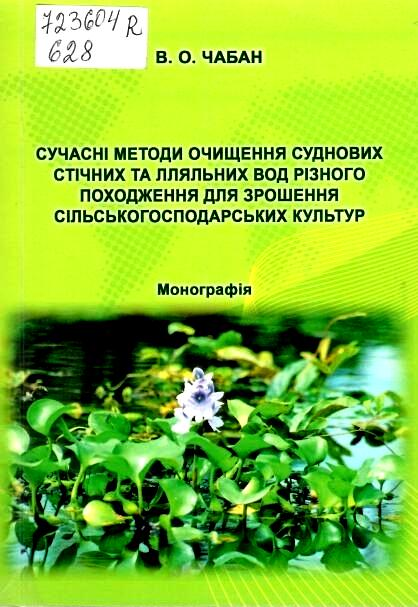 723604 R
628
В. О. ЧАБАН
СУЧАСНІ МЕТОДИ ОЧИЩЕННЯ СУДНОВИХ
СТІЧНИХ ТА ЛЛЯЛЬНИХ ВОД РІЗНОГО
ПОХОДЖЕННЯ ДЛЯ ЗРОШЕННЯ
СІЛЬСЬКОГОСПОДАРСЬКИХ КУЛЬТУР
Монографія